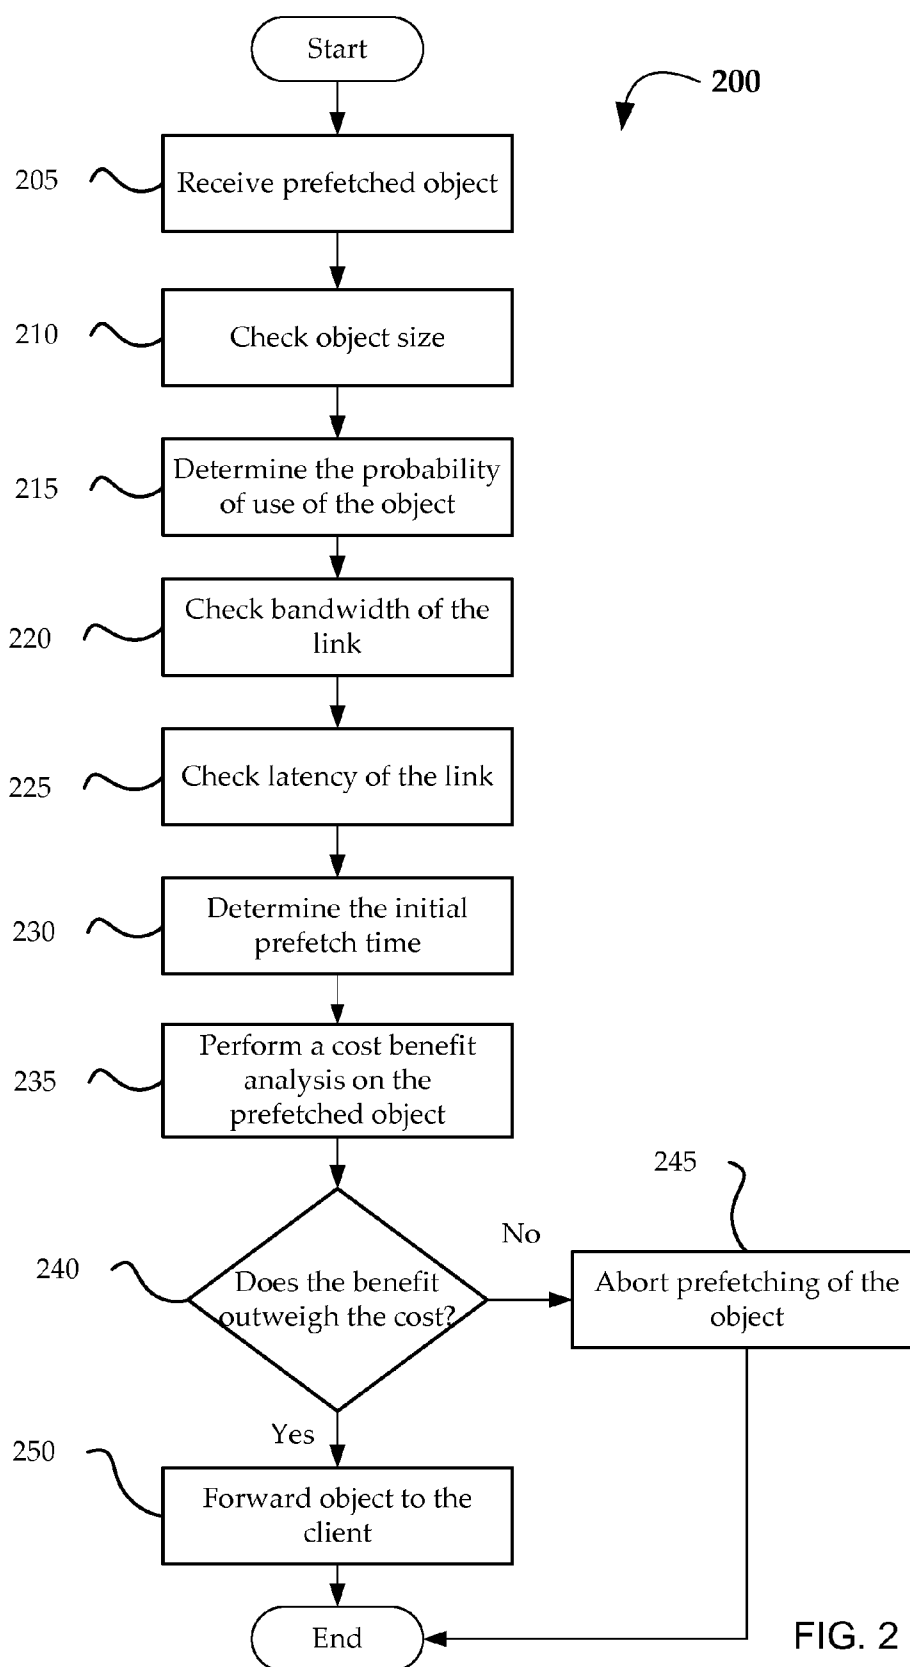 Start
200
205
Receive prefetched object
210
Check object size
215
Determine the probability
of use of the object
220
Check bandwidth of the
link
225
Check latency of the link
230
Determine the initial
prefetch time
235
Perform a cost benefit
analysis on the
prefetched object
245
No
240
Does the benefit
outweigh the cost?
Abort prefetching of the
object
Yes
250
Forward object to the
client
End
FIG. 2